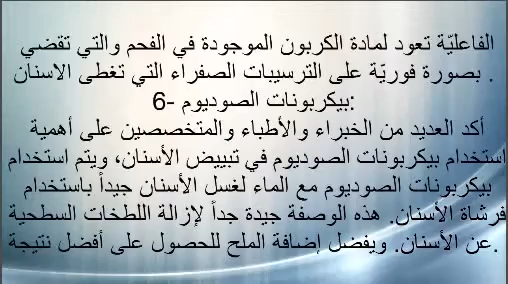 الفاعليّة تعود لمادة الكربون الموجودة في الفحم والتي تقضي
بصورة فوريّة على الترسيبات الصفراء التي تغطى الاسنان .
6- بيكربونات الصوديوم:
أكد العديد من الخبراء والأطباء والمتخصصين على أهمية
استخدام بيكربونات الصوديوم في تبييض الأسنان، ويتم استخدام
بيكربونات الصوديوم مع الماء لغسل الأسنان جيداً باستخدام
فرشاة الأسنان. هذه الوصفة جيدة جداً لإزالة اللطخات السطحية
عن الأسنان. ويفضل إضافة الملح للحصول على أفضل نتيجة.